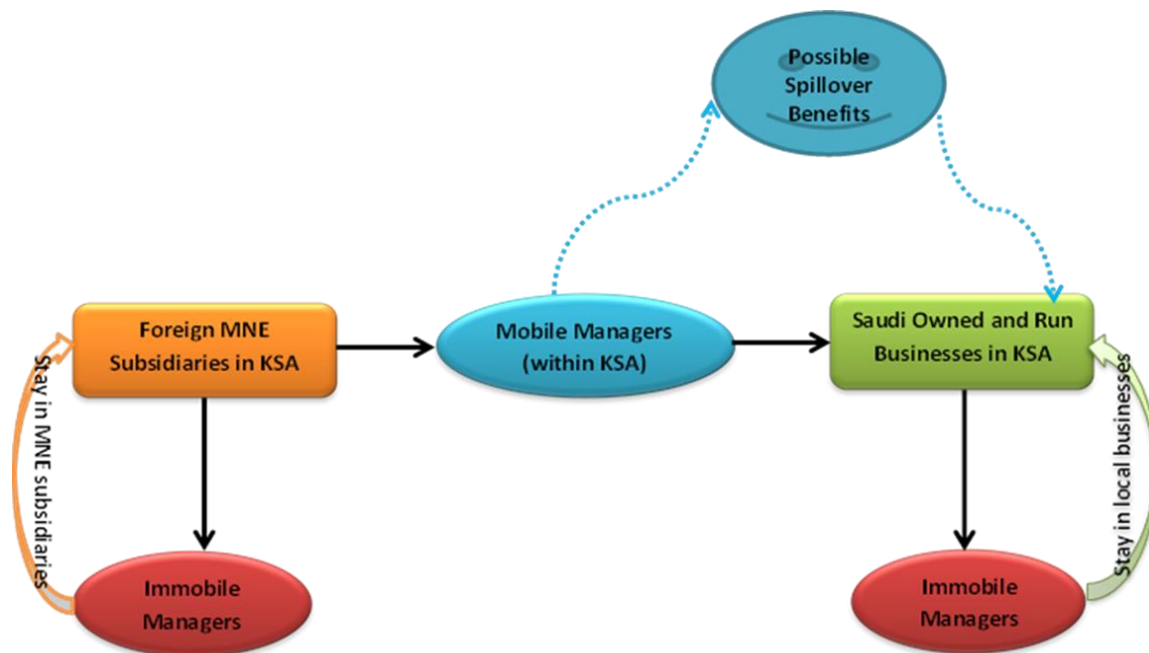 Possible
Spillover
Benefits
Foreign MNE
Subsidiaries in KSA
Mobile Managers
(within KSA)
Saudi Owned and Run
Businesses in KSA
Stay in MNE subsidiaries
Stay in local businesses
Immobile
Managers
Immobile
Managers